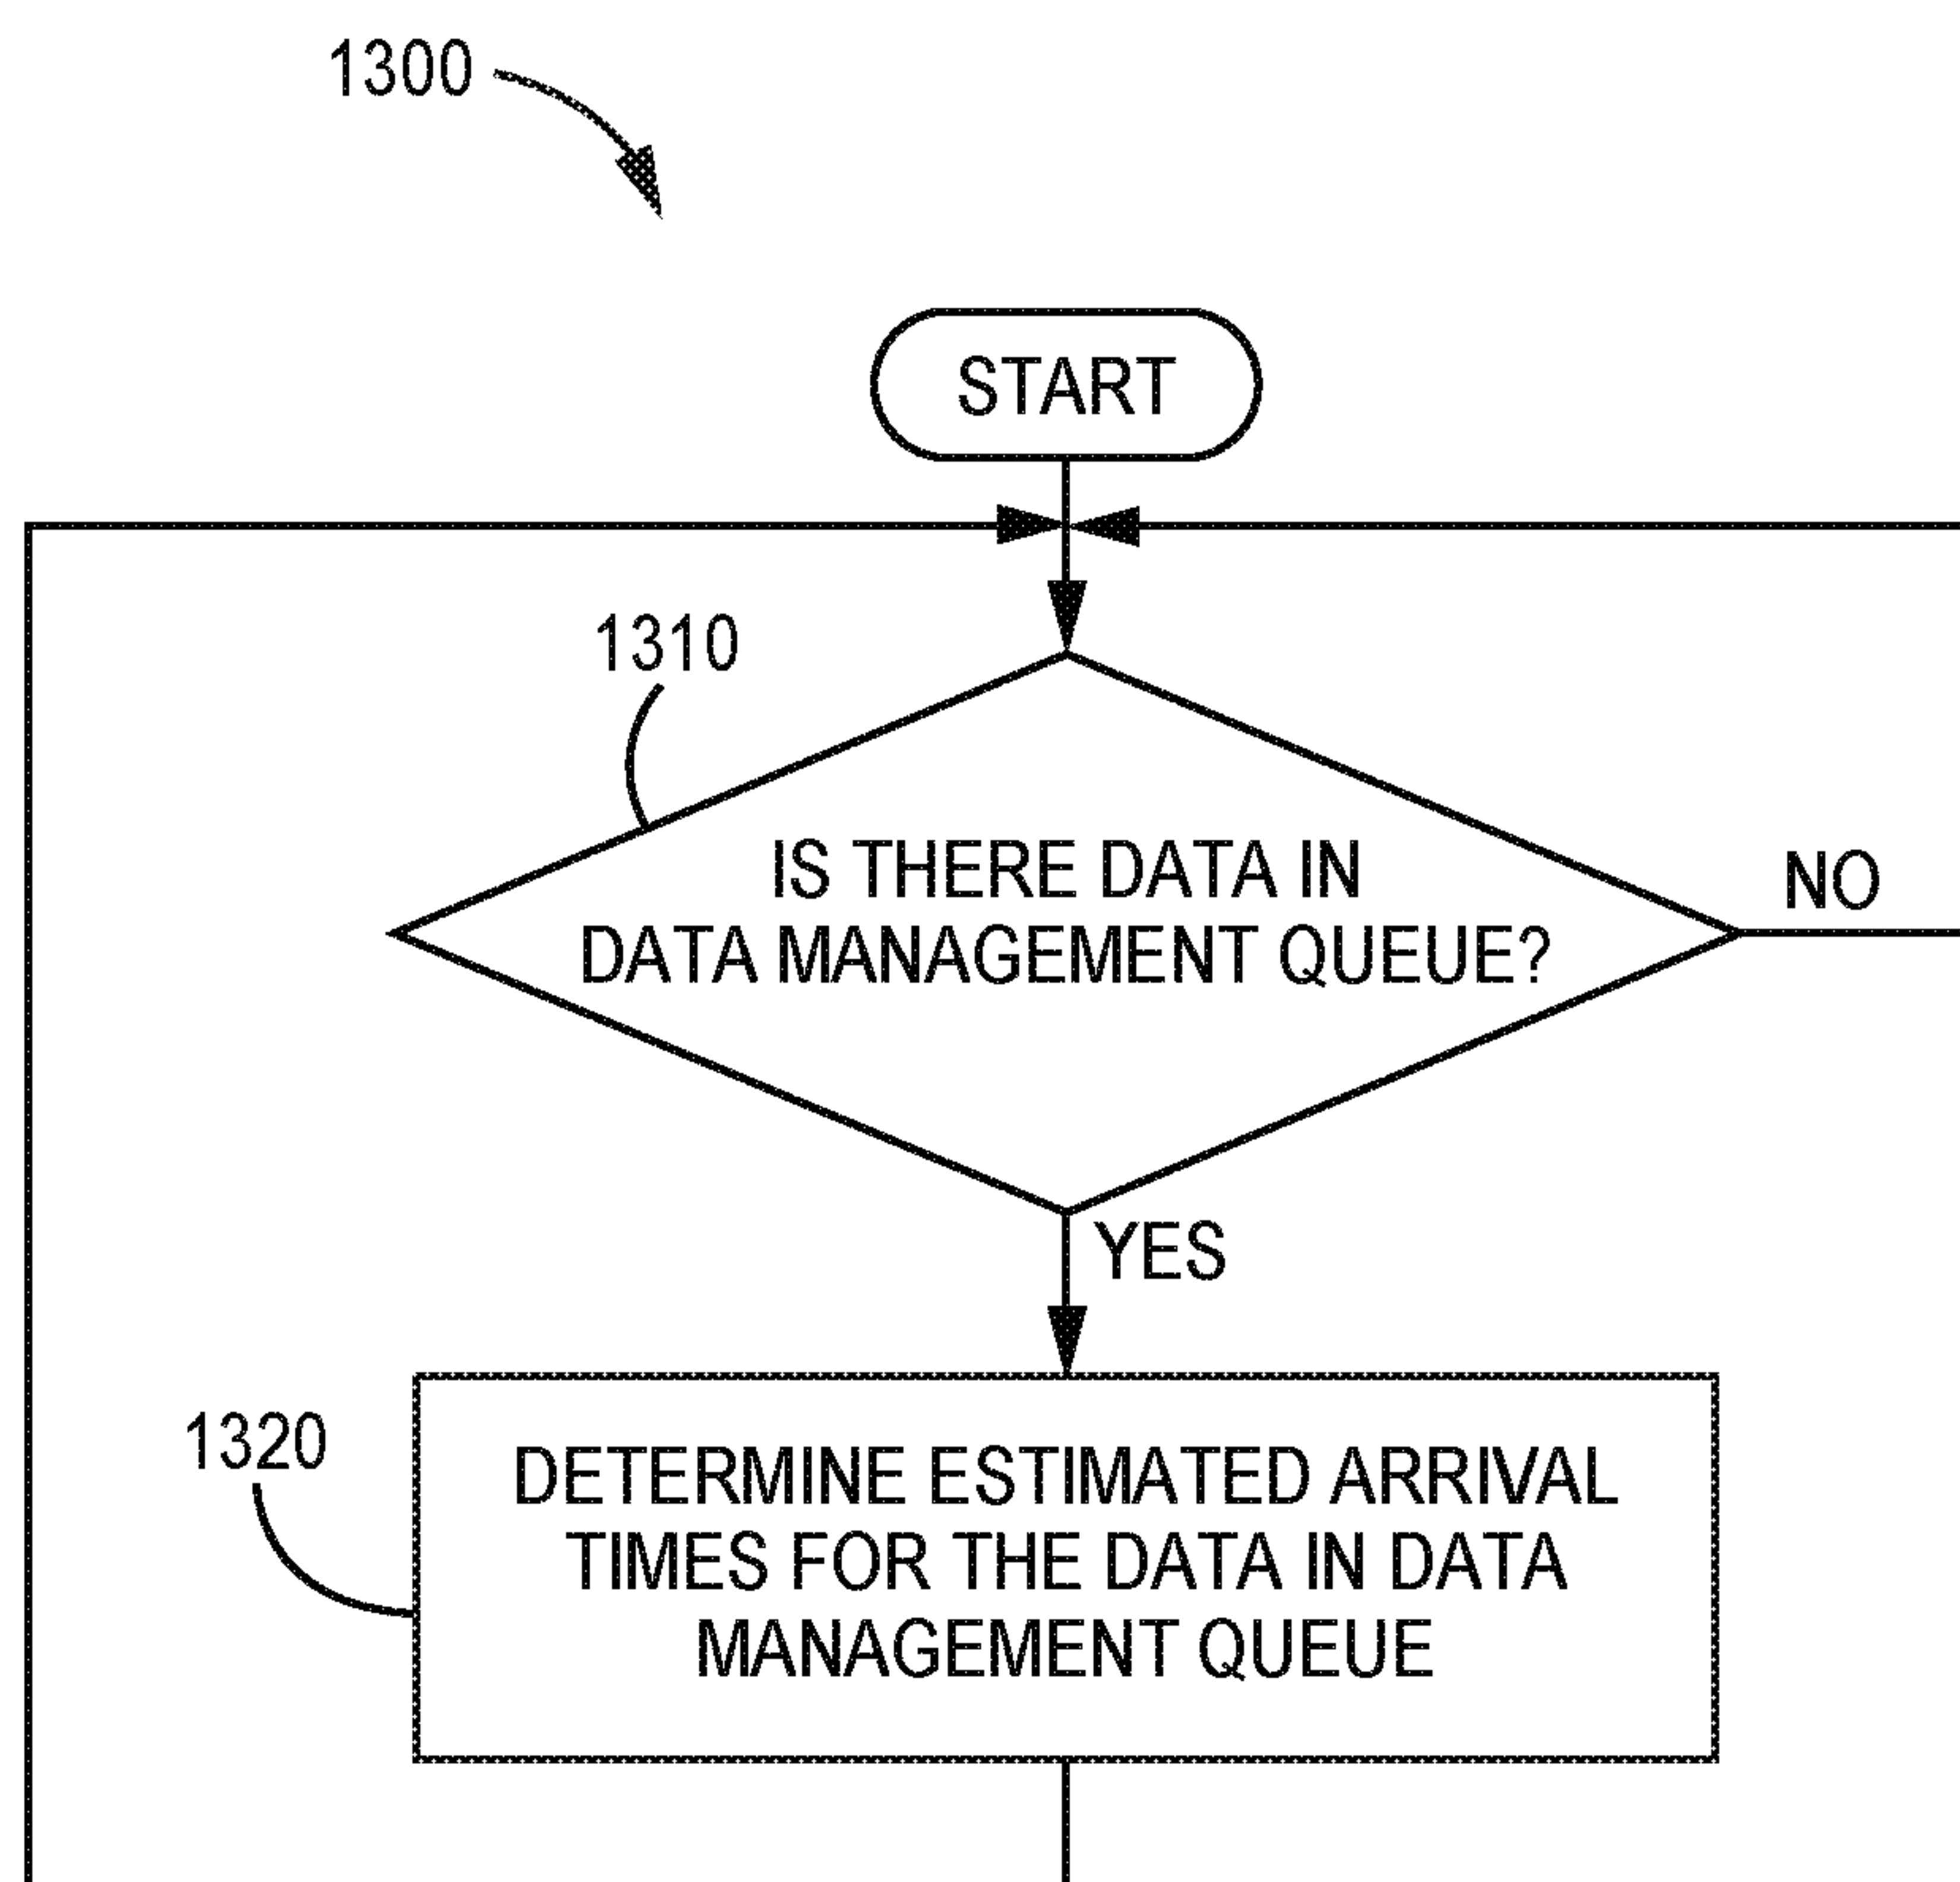 1300
START
1310
IS THERE DATA IN
DATA MANAGEMENT QUEUE?
NO
YES
1320
DETERMINE ESTIMATED ARRIVAL
TIMES FOR THE DATA IN DATA
MANAGEMENT QUEUE